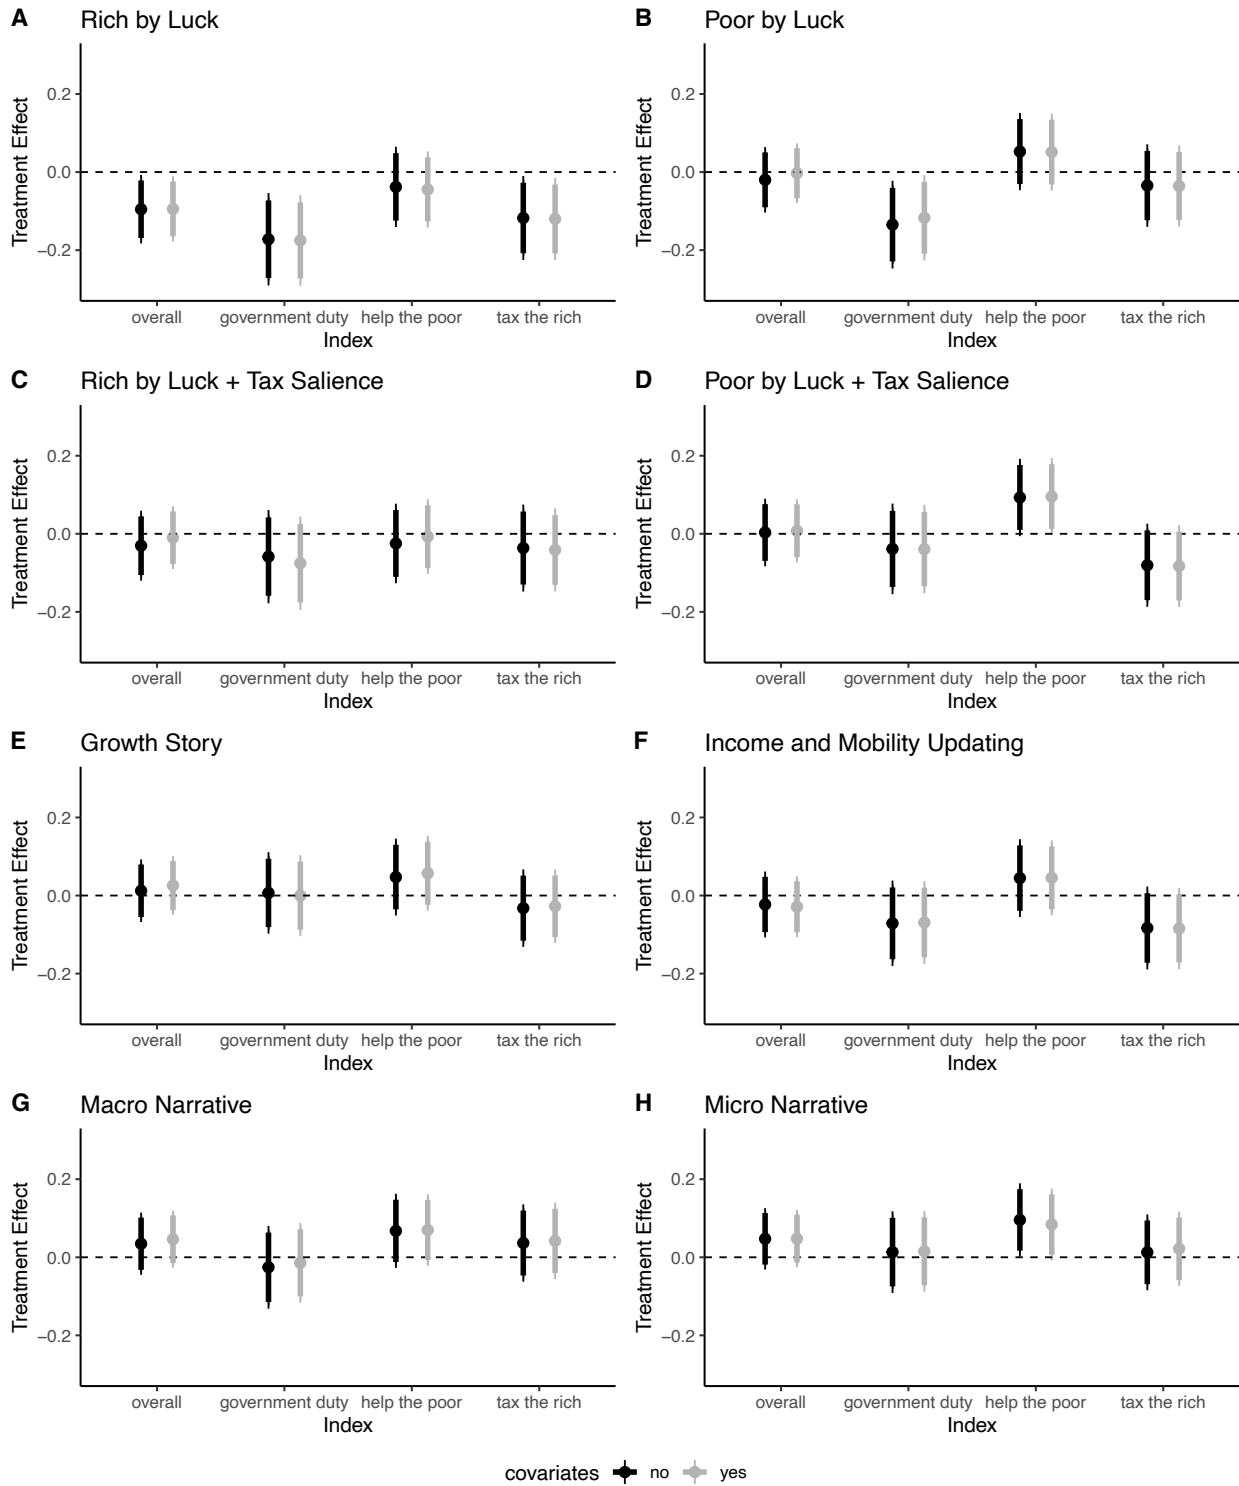 A Rich by Luck
Treatment Effect
0.2
0.0
−0.2
overall government duty help the poor tax the rich
Index
B Poor by Luck
Treatment Effect
0.2
0.0
−0.2
overall government duty help the poor tax the rich
Index
C Rich by Luck + Tax Salience
Treatment Effect
0.2
0.0
−0.2
overall government duty help the poor tax the rich
Index
D Poor by Luck + Tax Salience
Treatment Effect
0.2
0.0
−0.2
overall government duty help the poor tax the rich
Index
E Growth Story
Treatment Effect
0.2
0.0
−0.2
overall government duty help the poor tax the rich
Index
F Income and Mobility Updating
Treatment Effect
0.2
0.0
−0.2
overall government duty help the poor tax the rich
Index
G Macro Narrative
Treatment Effect
0.2
0.0
−0.2
overall government duty help the poor tax the rich
Index
H Micro Narrative
Treatment Effect
0.2
0.0
−0.2
overall government duty help the poor tax the rich
Index
covariates no yes